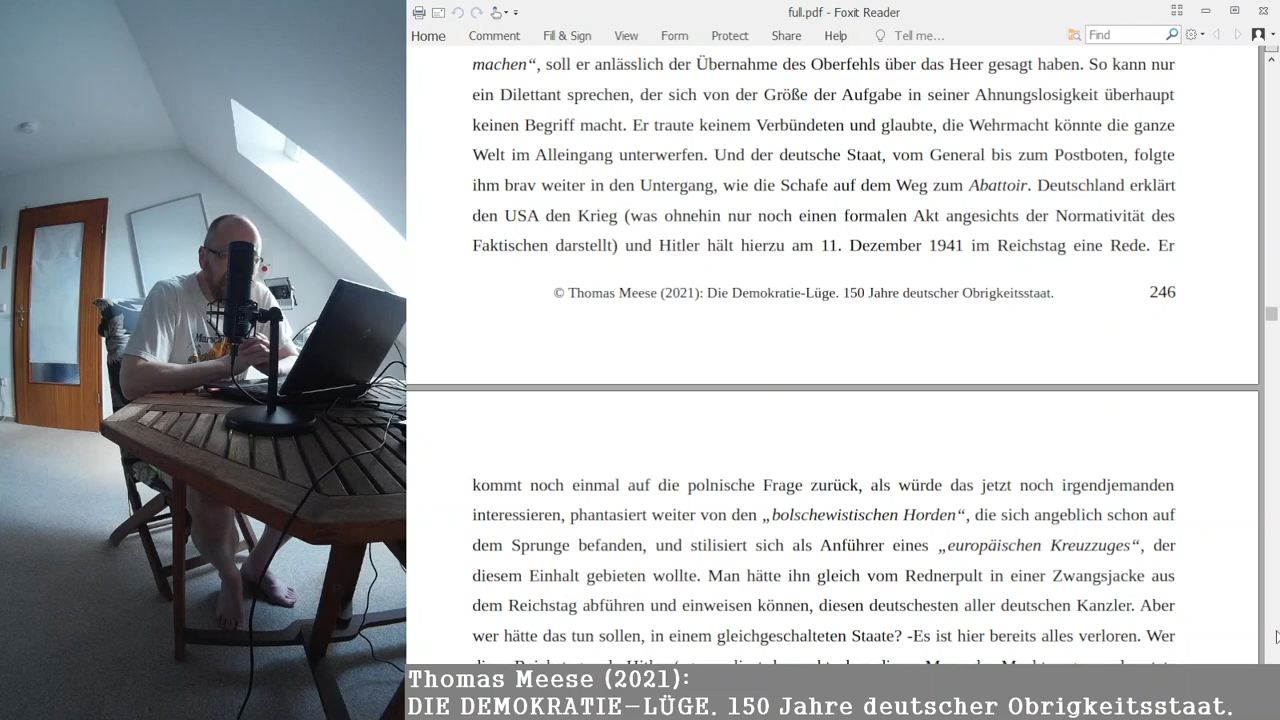 full.pdf - Foxit Reader
Home Comment Fill & Sign View Form Protect Share Help Tell me… Find
machen“, soll er anlässlich der Übernahme des Oberfehls über das Heer gesagt haben. So kann nur
ein Dilettant sprechen, der sich von der Größe der Aufgabe in seiner Ahnungslosigkeit überhaupt
keinen Begriff macht. Er traute keinem Verbündeten und glaubte, die Wehrmacht könnte die ganze
Welt im Alleingang unterwerfen. Und der deutsche Staat, vom General bis zum Postboten, folgte
ihm brav weiter in den Untergang, wie die Schafe auf dem Weg zum Abattoir. Deutschland erklärt
den USA den Krieg (was ohnehin nur noch einen formalen Akt angesichts der Normativität des
Faktischen darstellt) und Hitler hält hierzu am 11. Dezember 1941 im Reichstag eine Rede. Er
© Thomas Meese (2021): Die Demokratie-Lüge. 150 Jahre deutscher Obrigkeitsstaat. 246
kommt noch einmal auf die polnische Frage zurück, als würde das jetzt noch irgendjemanden
interessieren, phantasiert weiter von den „bolschewistischen Horden“, die sich angeblich schon auf
dem Sprunge befanden, und stilisiert sich als Anführer eines „europäischen Kreuzzuges“, der
diesem Einhalt gebieten wollte. Man hätte ihn gleich vom Rednerpult in einer Zwangsjacke aus
dem Reichstag abführen und einweisen können, diesen deutschesten aller deutschen Kanzler. Aber
wer hätte das tun sollen, in einem gleichgeschalteten Staate? -Es ist hier bereits alles verloren. Wer
Thomas Meese (2021):
DIE DEMOKRATIE-LÜGE. 150 Jahre deutscher Obrigkeitsstaat.